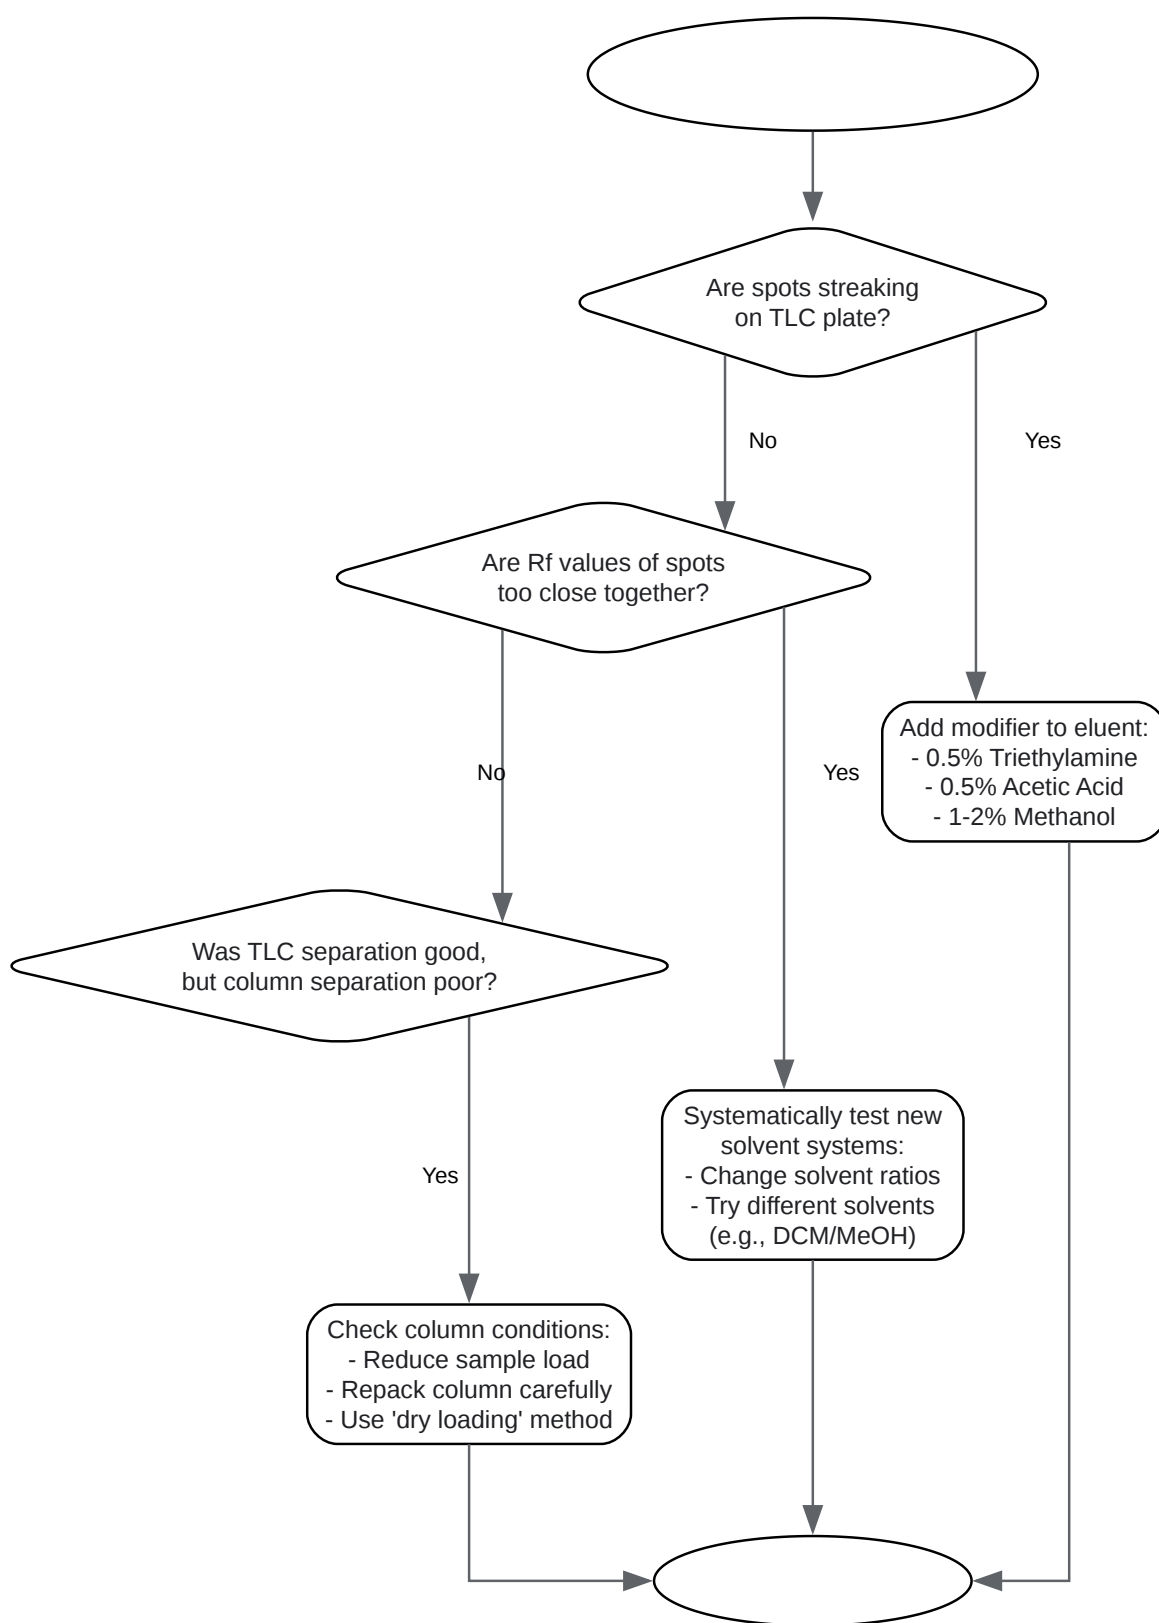 Are spots streaking
on TLC plate?
No
Yes
Are Rf values of spots
too close together?
Add modifier to eluent:
- 0.5% Triethylamine
- 0.5% Acetic Acid
- 1-2% Methanol
No
Yes
Was TLC separation good,
but column separation poor?
Systematically test new
solvent systems:
- Change solvent ratios
- Try different solvents
(e.g., DCM/MeOH)
Yes
Check column conditions:
- Reduce sample load
- Repack column carefully
- Use 'dry loading' method